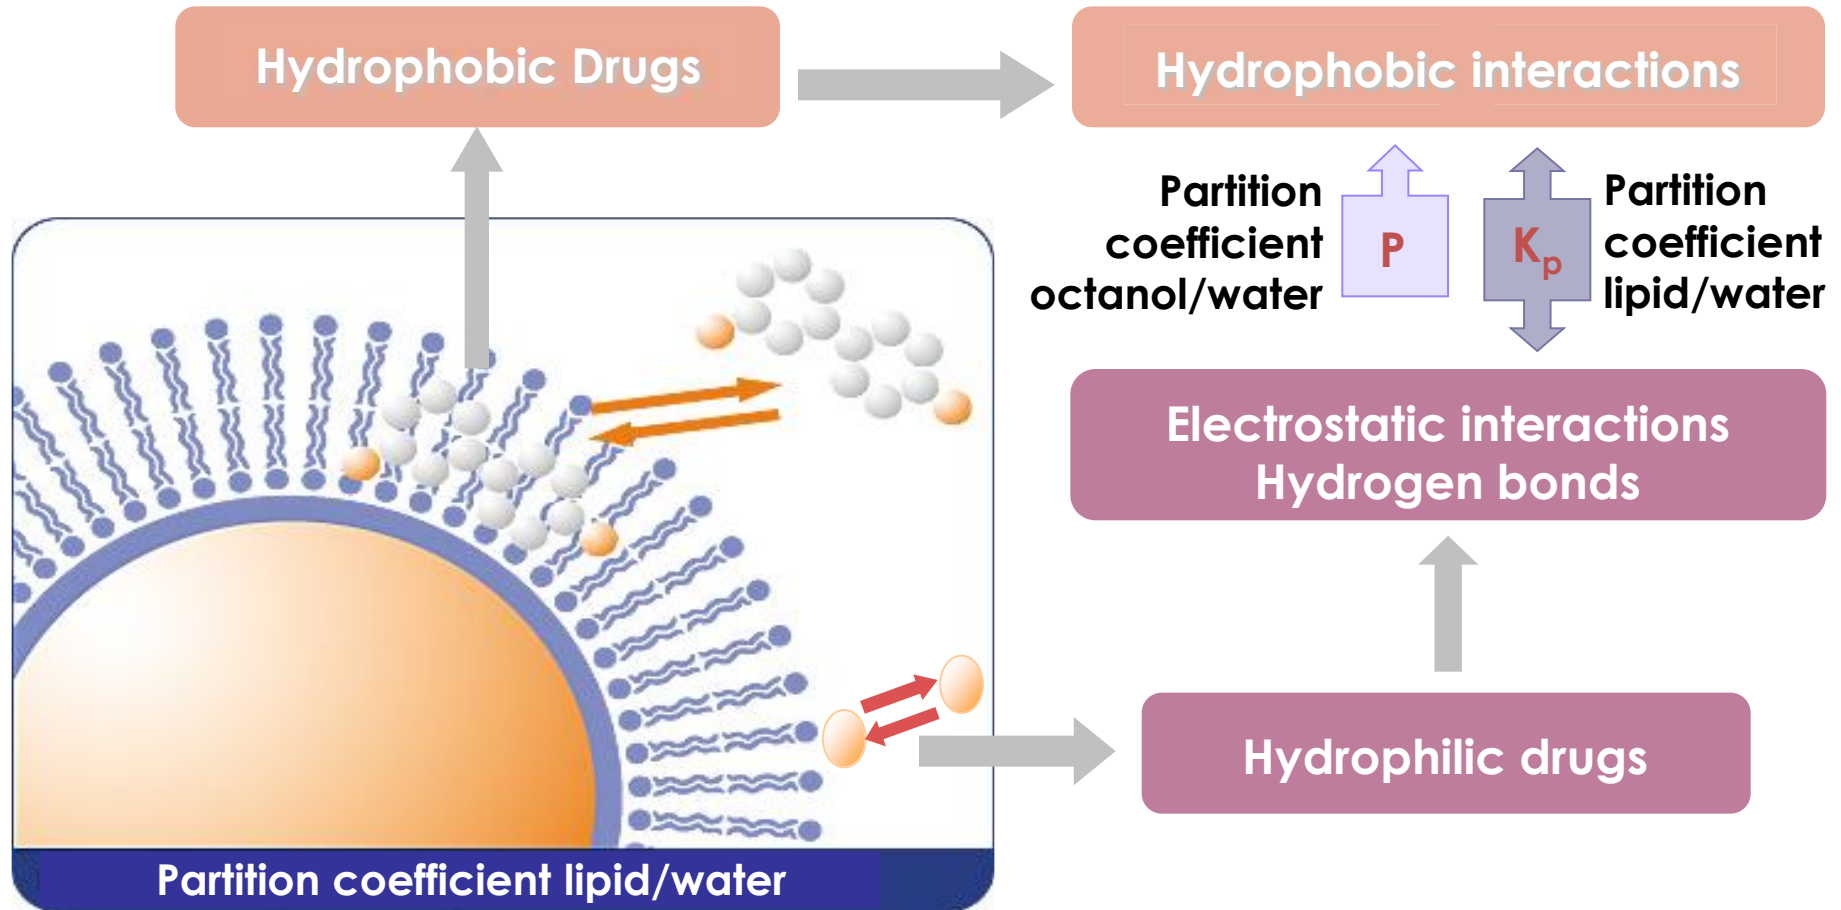 Hydrophobic Drugs
Hydrophobic interactions
Partition
coefficient
octanol/water
P
Kp
Partition
coefficient
lipid/water
Electrostatic interactions
Hydrogen bonds
Hydrophilic drugs
Partition coefficient lipid/water